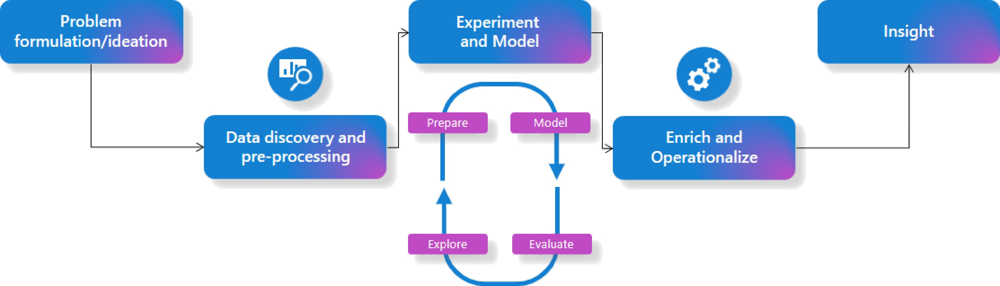 Problem
formulation/ideation
Data discovery and
pre-processing
Experiment
and Model
Prepare
Model
Explore
Evaluate
Enrich and
Operationalize
Insight